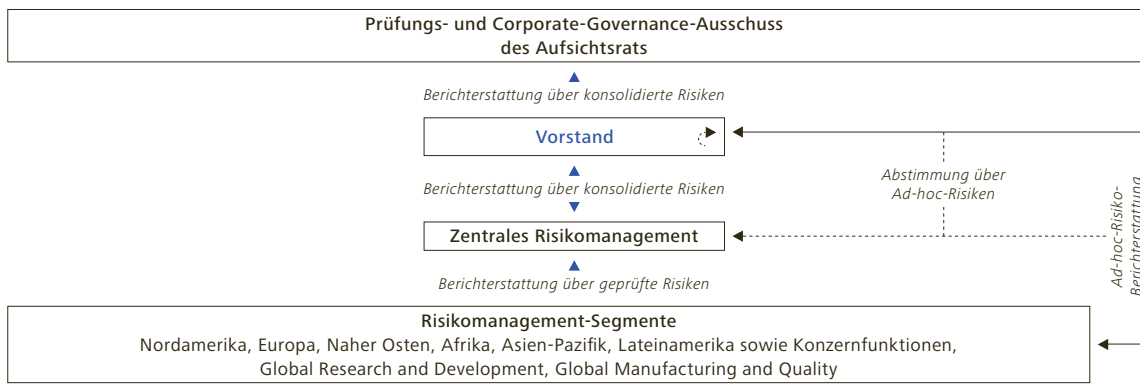 Prüfungs- und Corporate-Governance-Ausschuss
des Aufsichtsrats
Berichterstattung über konsolidierte Risiken
Vorstand
Abstimmung über
Ad-hoc-Risiken
Berichterstattung über konsolidierte Risiken
Zentrales Risikomanagement
Ad-hoc-Risiko-
Berichterstattung
Berichterstattung über geprüfte Risiken
Risikomanagement-Segmente
Nordamerika, Europa, Naher Osten, Afrika, Asien-Pazifik, Lateinamerika sowie Konzernfunktionen,
Global Research and Development, Global Manufacturing and Quality